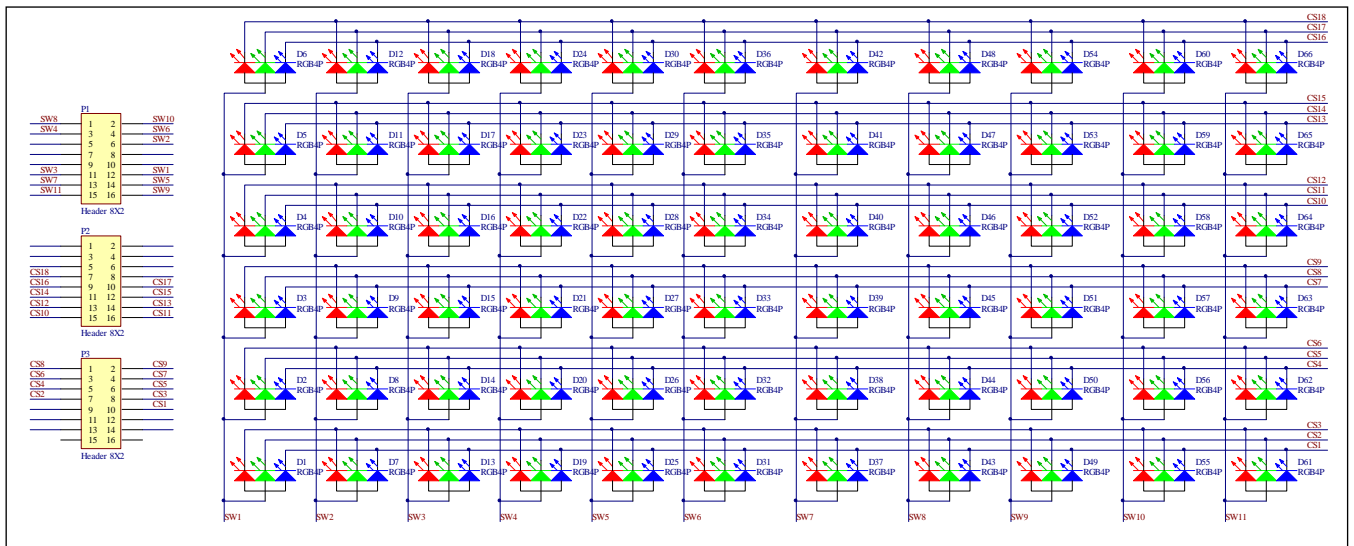 CS18
CS17
CS16
D6 D12 D18 D24 D30 D36 D42 D48 D54 D60 D66
RGB4P RGB4P RGB4P RGB4P RGB4P RGB4P RGB4P RGB4P RGB4P RGB4P RGB4P
CS15
CS14
CS13
D5 D11 D17 D23 D29 D35 D41 D47 D53 D59 D65
RGB4P RGB4P RGB4P RGB4P RGB4P RGB4P RGB4P RGB4P RGB4P RGB4P RGB4P
CS12
CS11
CS10
D4 D10 D16 D22 D28 D34 D40 D46 D52 D58 D64
RGB4P RGB4P RGB4P RGB4P RGB4P RGB4P RGB4P RGB4P RGB4P RGB4P RGB4P
CS9
CS8
CS7
D3 D9 D15 D21 D27 D33 D39 D45 D51 D57 D63
RGB4P RGB4P RGB4P RGB4P RGB4P RGB4P RGB4P RGB4P RGB4P RGB4P RGB4P
CS6
CS5
CS4
D2 D8 D14 D20 D26 D32 D38 D44 D50 D56 D62
RGB4P RGB4P RGB4P RGB4P RGB4P RGB4P RGB4P RGB4P RGB4P RGB4P RGB4P
CS3
CS2
CS1
D1 D7 D13 D19 D25 D31 D37 D43 D49 D55 D61
RGB4P RGB4P RGB4P RGB4P RGB4P RGB4P RGB4P RGB4P RGB4P RGB4P RGB4P
SW1 SW2 SW3 SW4 SW5 SW6 SW7 SW8 SW9 SW10 SW11
P1
SW8 1 2 SW10
SW4 3 4 SW6
5 6 SW2
7 8
9 10
SW3 11 12 SW1
SW7 13 14 SW5
SW11 15 16 SW9
Header 8X2
P2
1 2
3 4
5 6
CS18 7 8
CS16 9 10 CS17
CS14 11 12 CS15
CS12 13 14 CS13
CS10 15 16 CS11
Header 8X2
P3
CS8 1 2 CS9
CS6 3 4 CS7
CS4 5 6 CS5
CS2 7 8 CS3
9 10 CS1
11 12
13 14
15 16
Header 8X2